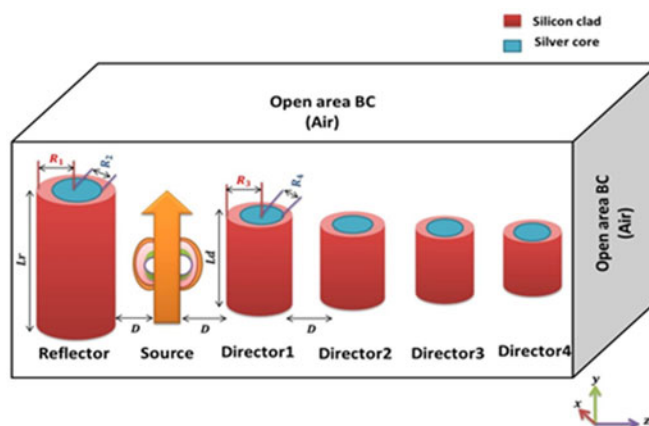 Silicon clad
Silver core
Open area BC
(Air)
Open area BC
(Air)
R₁
R₂
R₃
R₄
Lr
Ld
D
D
D
Reflector
Source
Director1
Director2
Director3
Director4
y
x
z